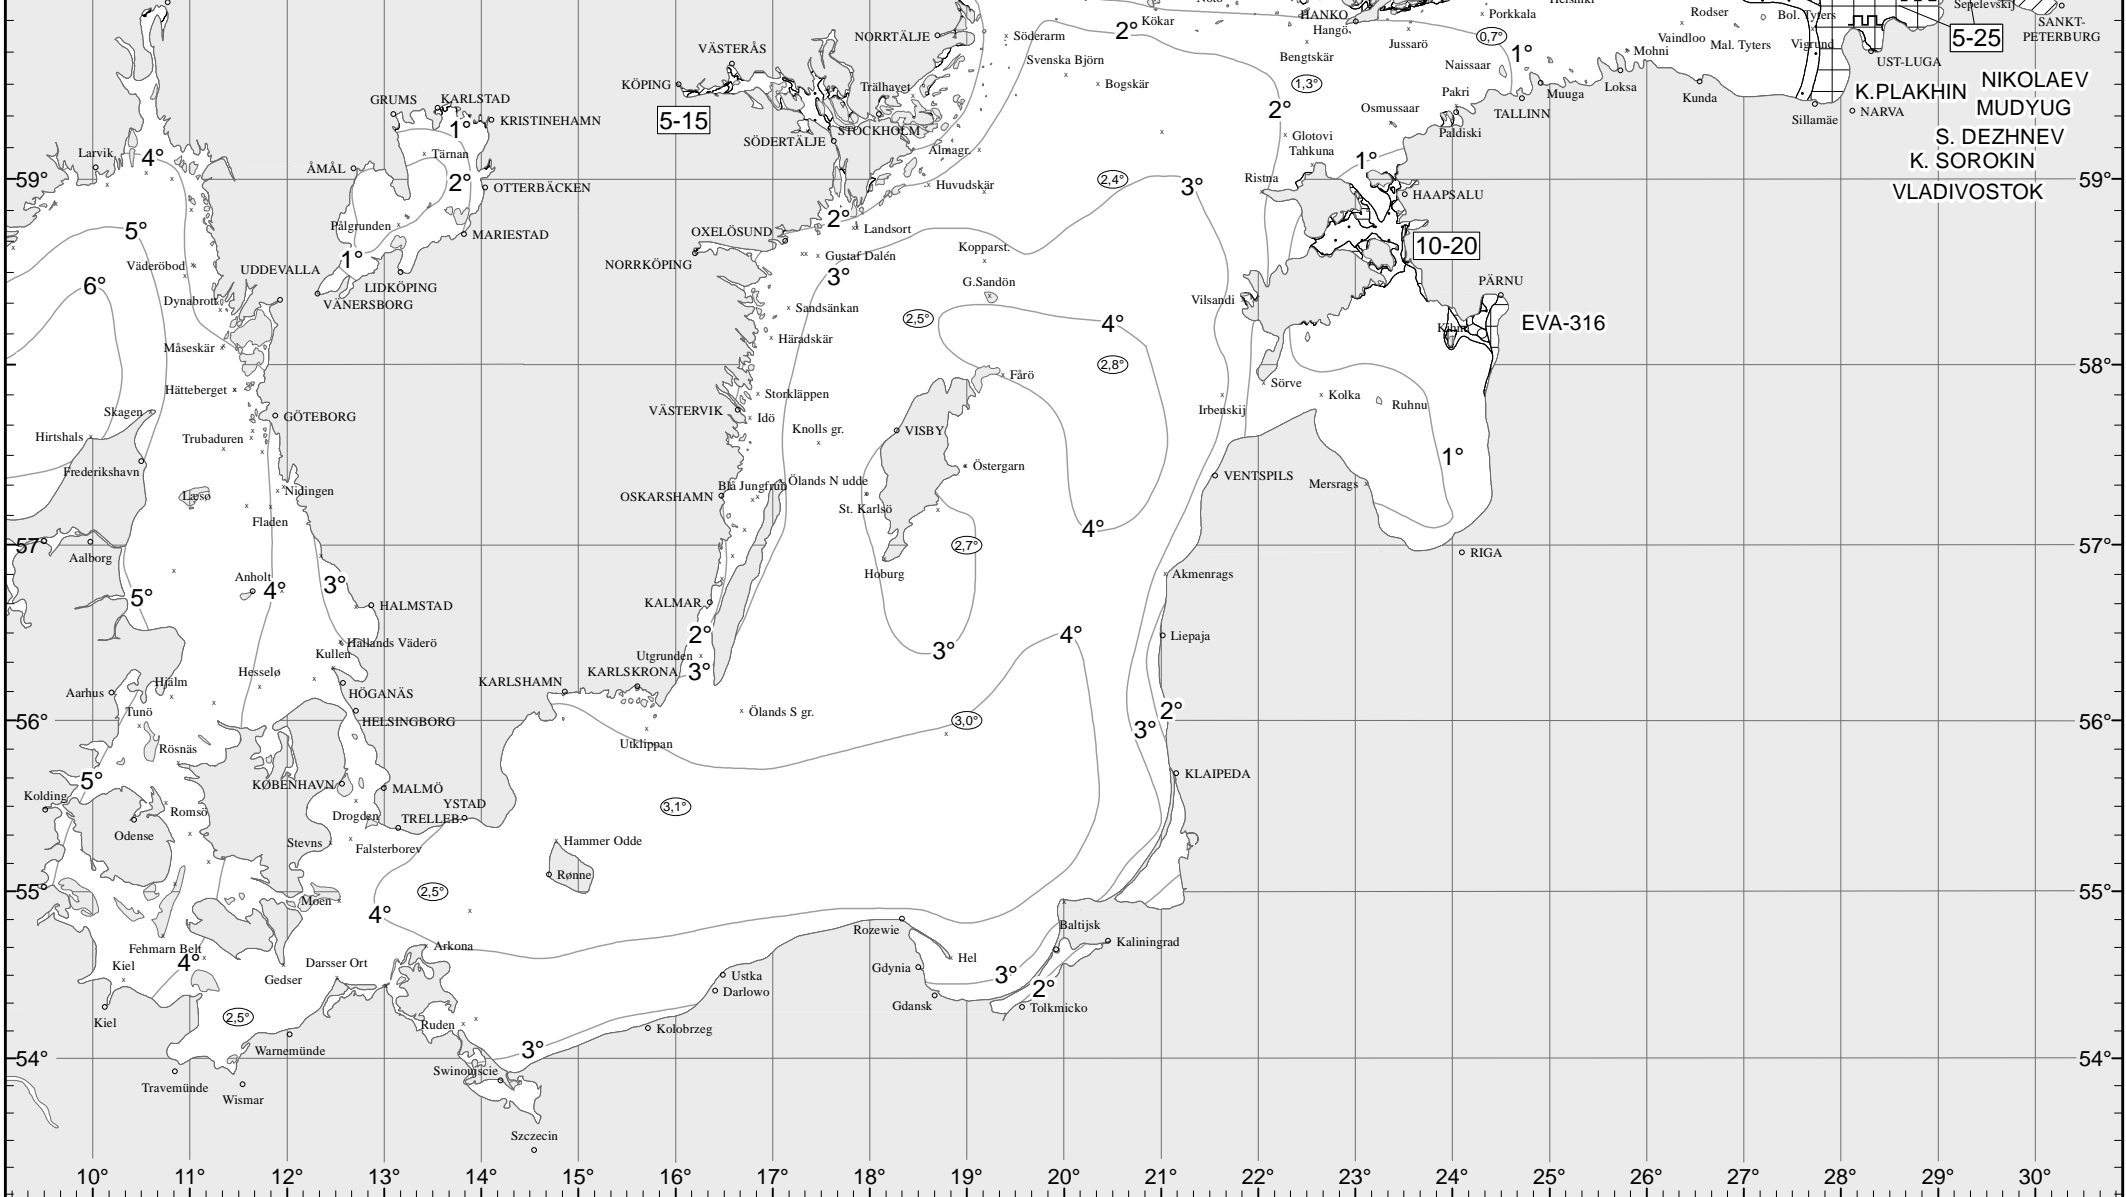 Kökar
2°
HANKO
Hangö
Porkkala
Rodser
Bol. Tyters
Sepelevskij
SANKT-
PETERBURG
5-25
NORRTÄLJE
Söderarm
Jussarö
0,7°
1°
Vaindloo
Mal. Tyters
Vigrund
VÄSTERÅS
Svenska Björn
Bengtskär
Naissaar
Mohni
UST-LUGA
KÖPING
Trälhavet
Bogskär
1,3°
Pakri
Muuga
Loksa
Kunda
K.PLAKHIN
NIKOLAEV
GRUMS
KARLSTAD
2°
Osmussaar
TALLINN
Sillamäe
NARVA
MUDYUG
5-15
KRISTINEHAMN
1°
STOCKHOLM
Paldiski
S. DEZHNEV
SÖDERTÄLJE
Almagr.
Glotovi
Tahkuna
Larvik
4°
Tärnan
1°
K. SOROKIN
ÅMÅL
59°
2°
OTTERBÄCKEN
Huvudskär
2,4°
3°
Ristna
HAAPSALU
59°
VLADIVOSTOK
5°
Pålgrunden
MARIESTAD
2°
Landsort
OXELÖSUND
Kopparst.
10-20
Väderöbod
UDDEVALLA
1°
NORRKÖPING
Gustaf Dalén
6°
LIDKÖPING
3°
G.Sandön
PÄRNU
Dynabrott
VÄNERSBORG
Sandsänkan
2,5°
Vilsandi
4°
Kihnu
EVA-316
Måseskär
Häradskär
58°
2,8°
58°
Hätteberget
Storkläppen
Fårö
Sörve
Kolka
Ruhnu
Skagen
GÖTEBORG
VÄSTERVIK
Idö
Irbenskij
Hirtshals
Trubaduren
Knolls gr.
VISBY
1°
Frederikshavn
Östergarn
VENTSPILS
Mersrags
Læsø
Nidingen
OSKARSHAMN
Blå Jungfrun
Ölands N udde
Fladen
St. Karlsö
4°
57°
Aalborg
2,7°
RIGA
57°
Anholt
4°
3°
Hoburg
Akmenrags
5°
HALMSTAD
KALMAR
2°
4°
Liepaja
Hallands Väderö
Kullen
Utgrunden
3°
3°
Hesselø
KARLSKRONA
KARLSHAMN
Aarhus
Hjälm
HÖGANÄS
Tunö
Ölands S gr.
2°
56°
HELSINGBORG
3,0°
3°
56°
Rösnäs
Utklippan
5°
KØBENHAVN
MALMÖ
KLAIPEDA
Kolding
YSTAD
3,1°
Romsö
Drogden
TRELLEB.
Odense
Stevns
Falsterborev
Hammer Odde
Rønne
55°
2,5°
55°
Moen
4°
Baltijsk
Rozewie
Arkona
Kaliningrad
Fehmarn Belt
Hel
Kiel
4°
Darsser Ort
Gdynia
3°
Gedser
Ustka
2°
Darlowo
Gdansk
Tolkmicko
Kiel
2,5°
Ruden
Kolobrzeg
Warnemünde
3°
54°
54°
Swinoujscie
Travemünde
Wismar
Szczecin
10° 11° 12° 13° 14° 15° 16° 17° 18° 19° 20° 21° 22° 23° 24° 25° 26° 27° 28° 29° 30°